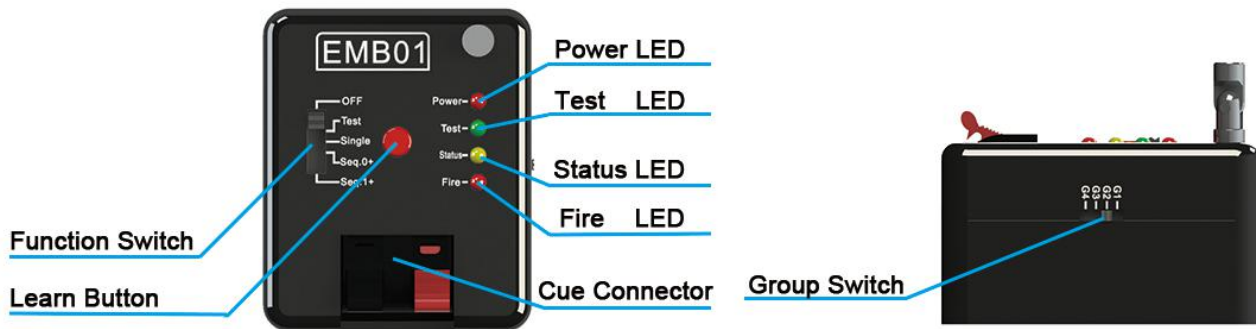 EMB01
OFF
Test
Single
Seq.0+
Seq.1+
Power
Test
Status
Fire
Power LED
Test LED
Status LED
Fire LED
Function Switch
Learn Button
Cue Connector
G4
G3
G2
G1
Group Switch